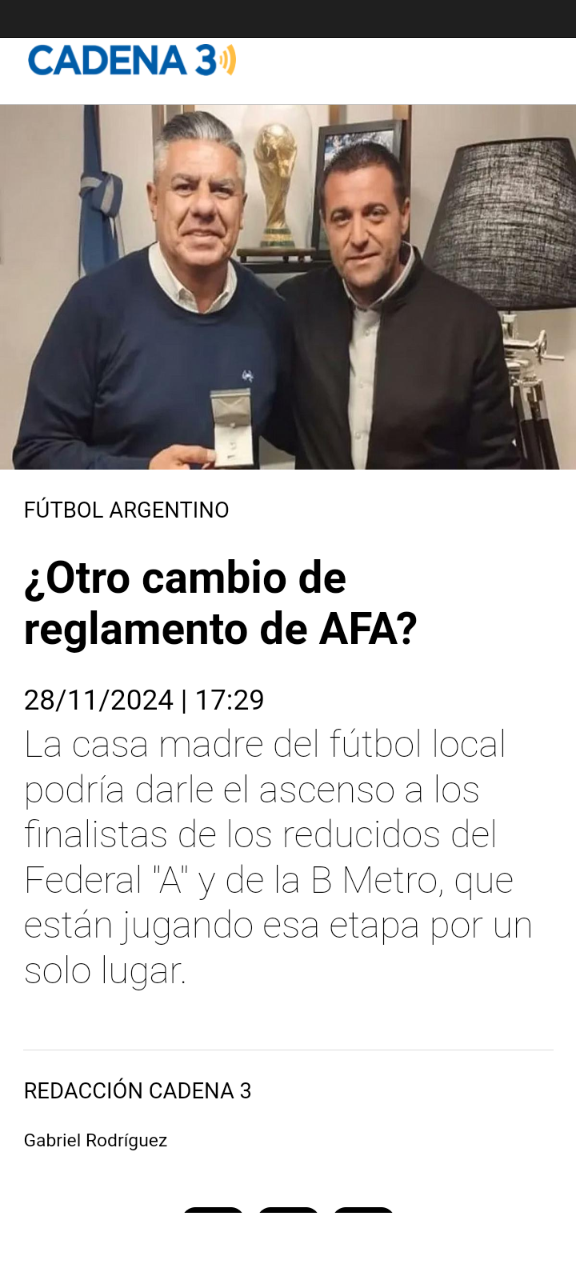 CADENA 3
FÚTBOL ARGENTINO
¿Otro cambio de
reglamento de AFA?
28/11/2024 | 17:29
La casa madre del fútbol local
podría darle el ascenso a los
finalistas de los reducidos del
Federal "A" y de la B Metro, que
están jugando esa etapa por un
solo lugar.
REDACCIÓN CADENA 3
Gabriel Rodríguez